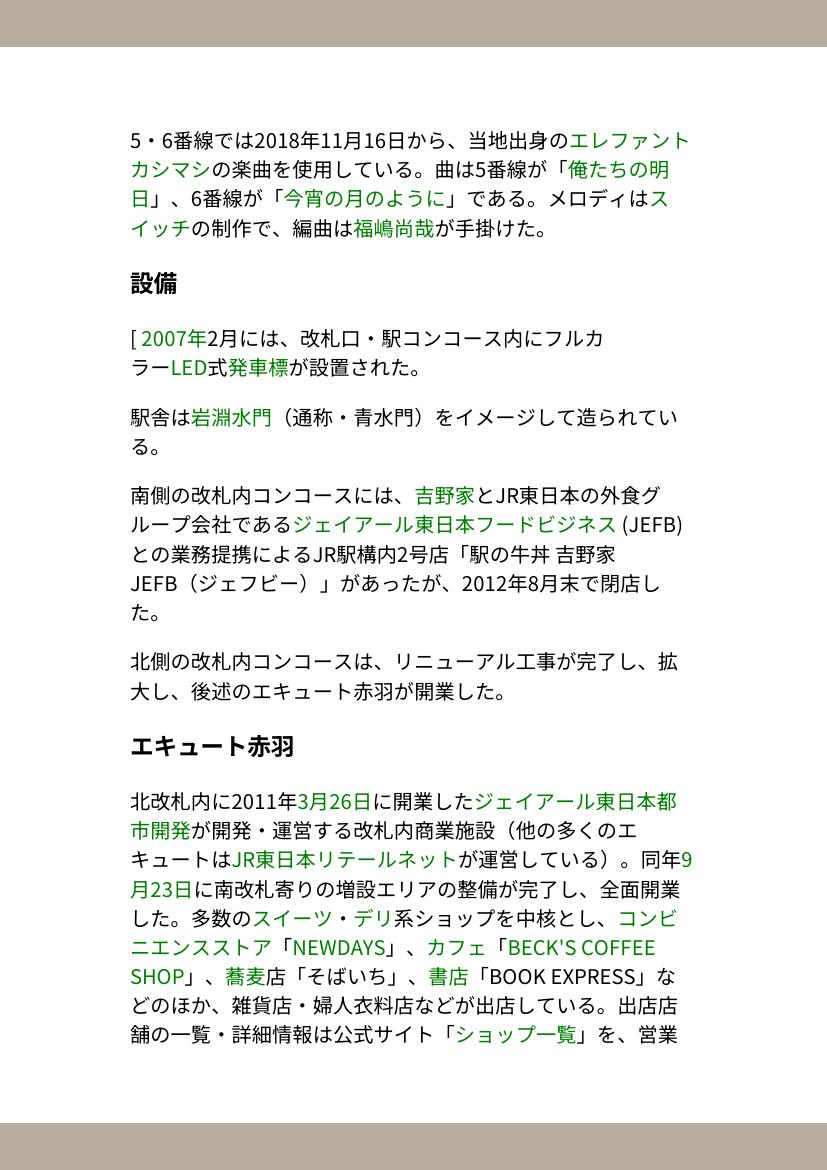 5・6番線では2018年11月16日から、当地出身のエレファント
カシマシの楽曲を使用している。曲は5番線が「俺たちの明
日」、6番線が「今宵の月のように」である。メロディはス
イッチの制作で、編曲は福嶋尚哉が手掛けた。
設備
[ 2007年2月には、改札口・駅コンコース内にフルカ
ラーLED式発車標が設置された。
駅舎は岩淵水門（通称・青水門）をイメージして造られてい
る。
南側の改札内コンコースには、吉野家とJR東日本の外食グ
ループ会社であるジェイアール東日本フードビジネス (JEFB)
との業務提携によるJR駅構内2号店「駅の牛丼 吉野家
JEFB（ジェフビー）」があったが、2012年8月末で閉店し
た。
北側の改札内コンコースは、リニューアル工事が完了し、拡
大し、後述のエキュート赤羽が開業した。
エキュート赤羽
北改札内に2011年3月26日に開業したジェイアール東日本都
市開発が開発・運営する改札内商業施設（他の多くのエ
キュートはJR東日本リテールネットが運営している）。同年9
月23日に南改札寄りの増設エリアの整備が完了し、全面開業
した。多数のスイーツ・デリ系ショップを中核とし、コンビ
ニエンスストア「NEWDAYS」、カフェ「BECK'S COFFEE
SHOP」、蕎麦店「そばいち」、書店「BOOK EXPRESS」な
どのほか、雑貨店・婦人衣料店などが出店している。出店店
舗の一覧・詳細情報は公式サイト「ショップ一覧」を、営業